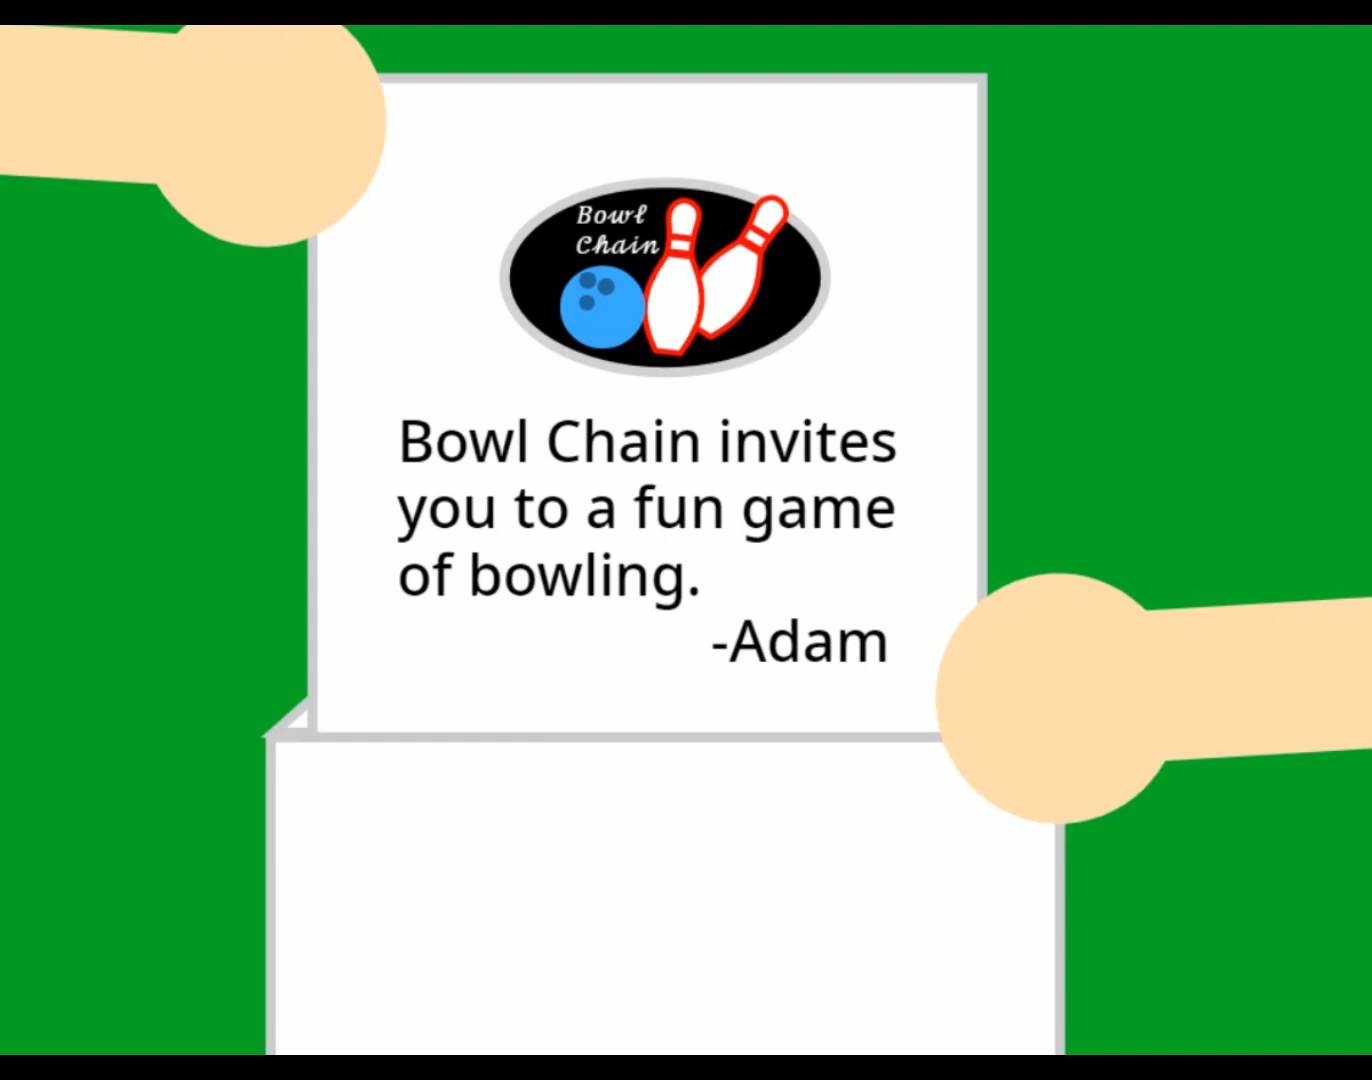 Bowl
Chain
Bowl Chain invites
you to a fun game
of bowling.
-Adam